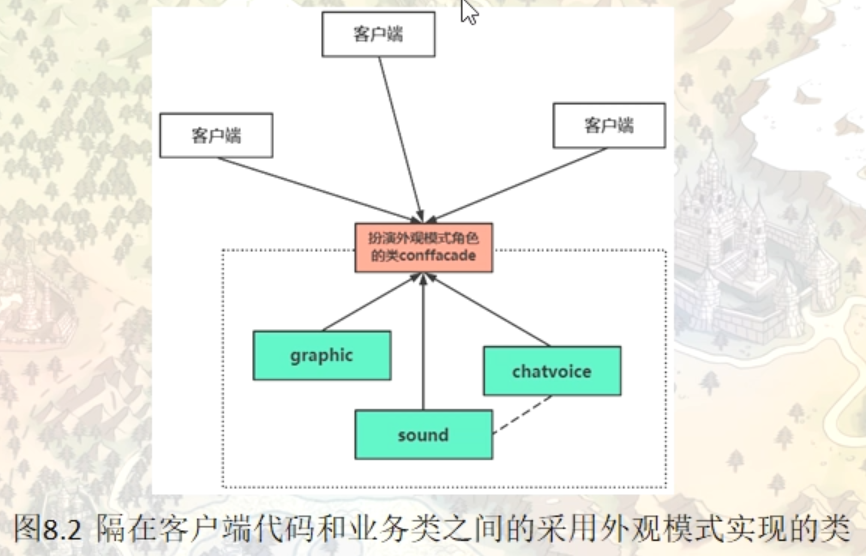 客户端
客户端
客户端
扮演外观模式角色
的类conffacade
graphic
chatvoice
sound
图8.2 隔在客户端代码和业务类之间的采用外观模式实现的类